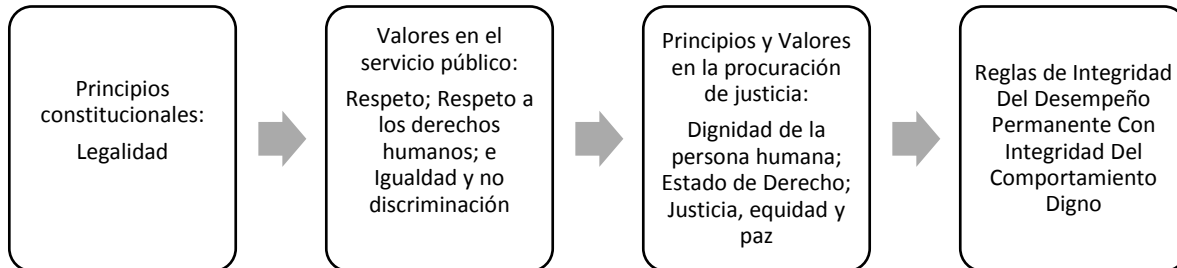 Principios
constitucionales:
Legalidad
Valores en el
servicio público:
Respeto; Respeto a
los derechos
humanos; e
Igualdad y no
discriminación
Principios y Valores
en la procuración
de justicia:
Dignidad de la
persona humana;
Estado de Derecho;
Justicia, equidad y
paz
Reglas de Integridad
Del Desempeño
Permanente Con
Integridad Del
Comportamiento
Digno